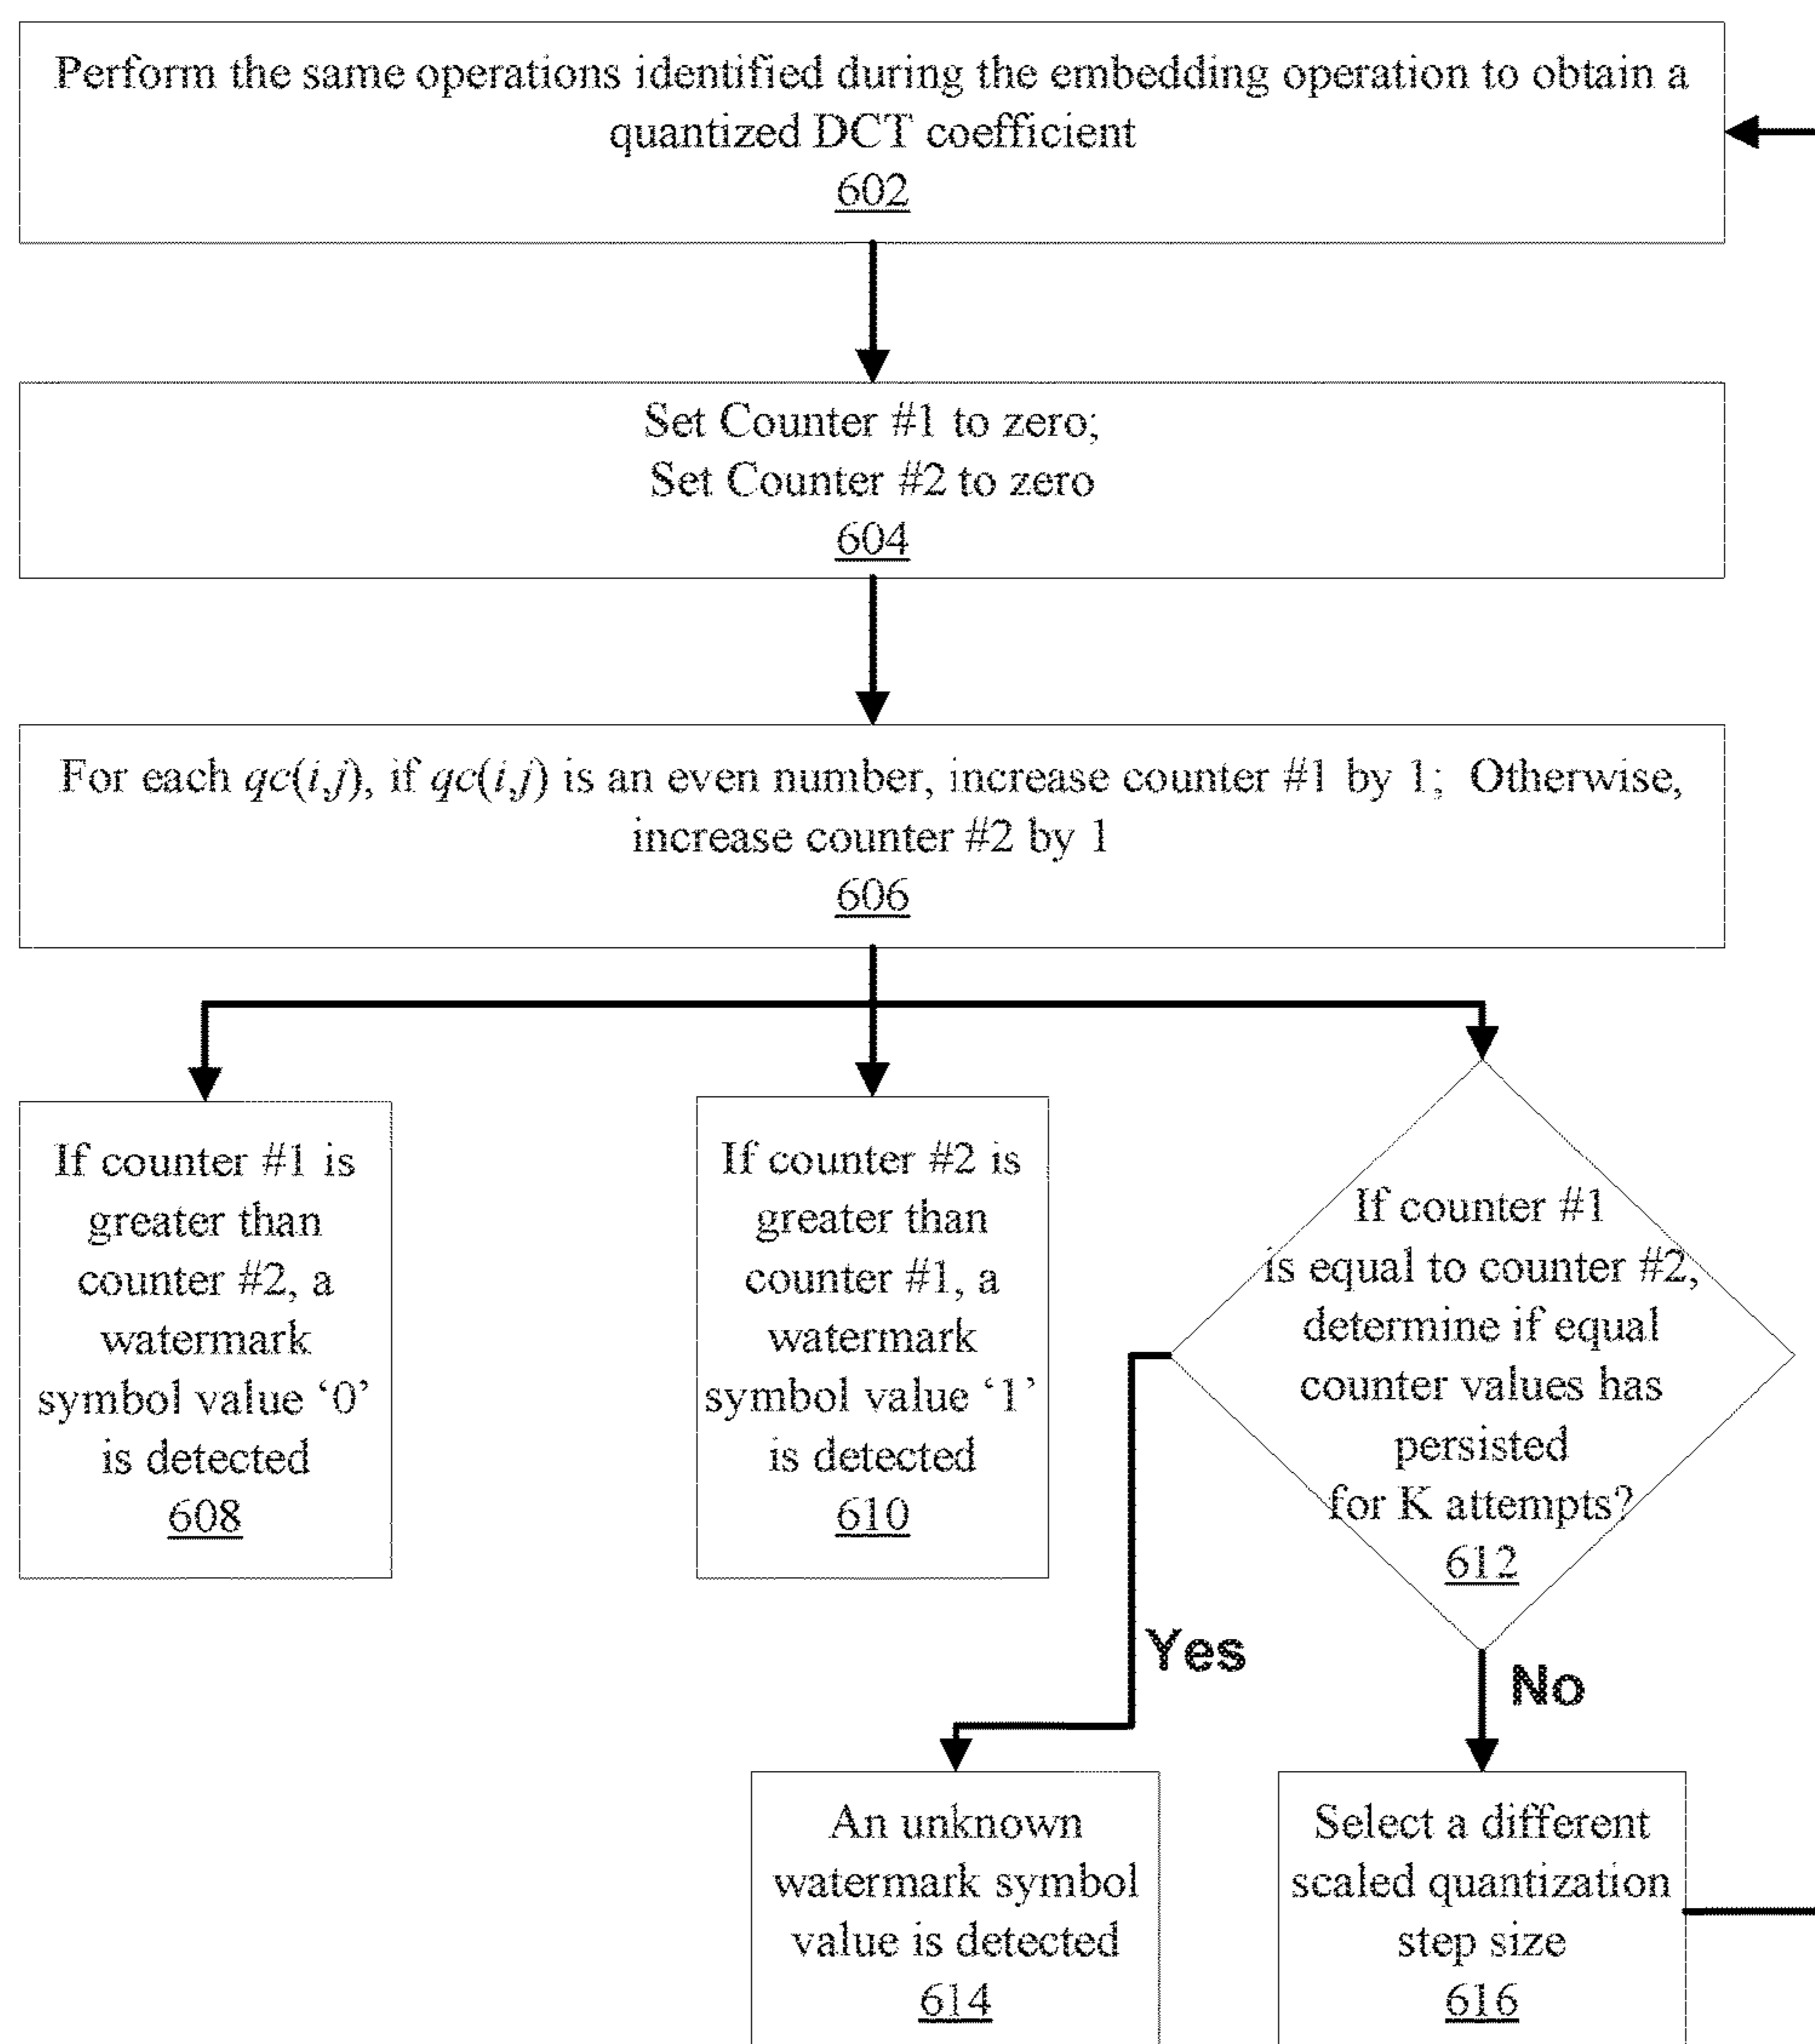 Perform the same operations identified during the embedding operation to obtain a
quantized DCT coefficient
602
Set Counter #1 to zero;
Set Counter #2 to zero
604
For each qc(i,j), if qc(i,j) is an even number, increase counter #1 by 1; Otherwise,
increase counter #2 by 1
606
If counter #1 is
greater than
counter #2, a
watermark
symbol value ‘0’
is detected
608
If counter #2 is
greater than
counter #1, a
watermark
symbol value ‘1’
is detected
610
If counter #1
is equal to counter #2,
determine if equal
counter values has
persisted
for K attempts?
612
Yes
No
An unknown
watermark symbol
value is detected
614
Select a different
scaled quantization
step size
616